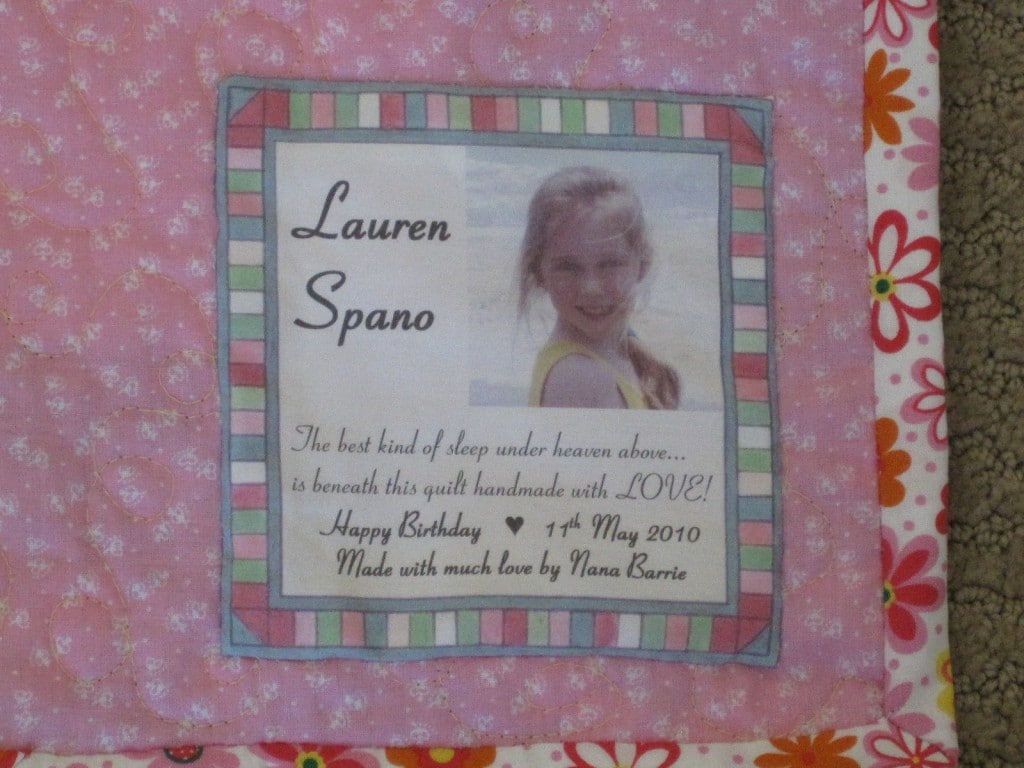 Lauren
Spano
The best kind of sleep under heaven above...
is beneath this quilt handmade with LOVE!
Happy Birthday ♥ 11th May 2010
Made with much love by Nana Barrie